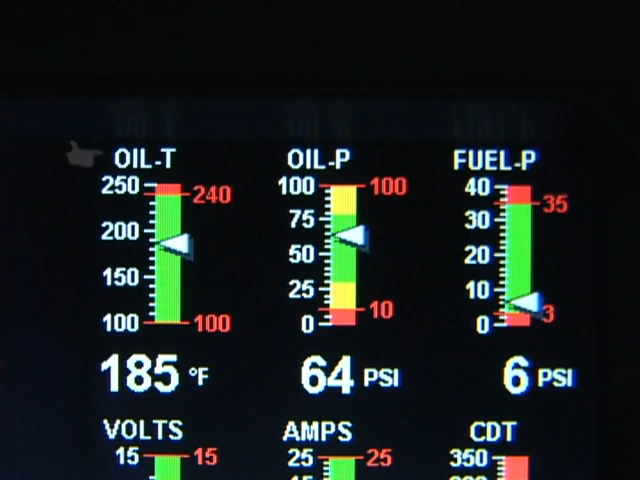 OIL-T OIL-P FUEL-P
250 240 100 100 40 35
200 75 30
150 50 20
25 10 10
100 100 0 0 3
185 °F 64 PSI 6 PSI
VOLTS AMPS CDT
15 15 25 25 350